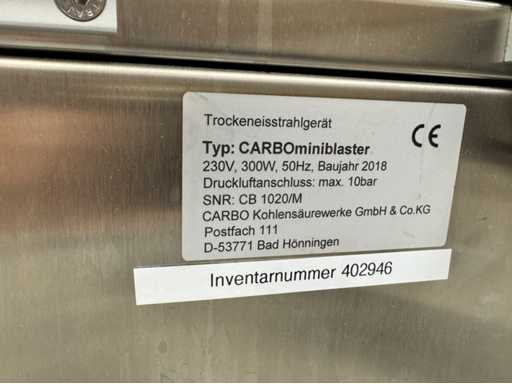 Trockeneisstrahlgerät
Typ: CARBOminiblaster
230V, 300W, 50Hz, Baujahr 2018
Druckluftanschluss: max. 10bar
SNR: CB 1020/M
CARBO Kohlensäurewerke GmbH & Co.KG
Postfach 111
D-53771 Bad Hönningen
CE
Inventarnummer 402946